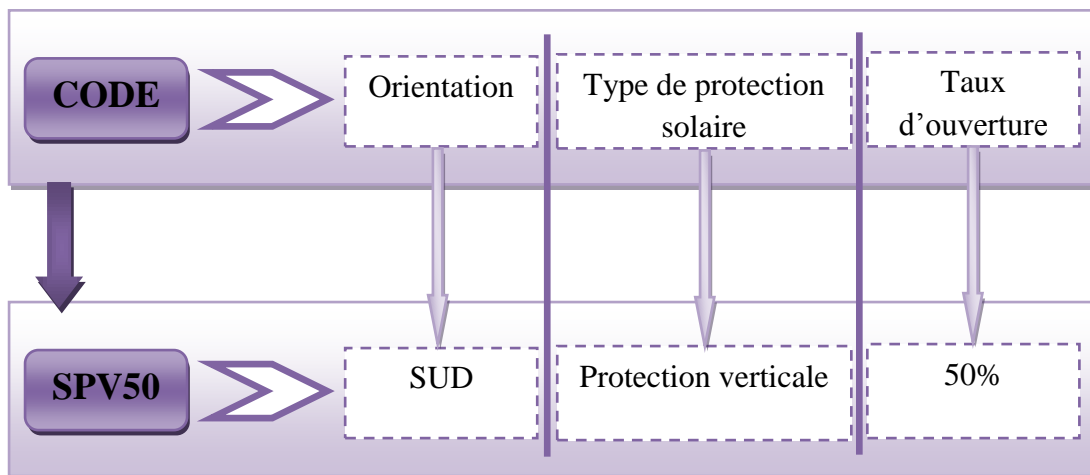 CODE
Orientation
Type de protection
solaire
Taux
d’ouverture
SPV50
SUD
Protection verticale
50%